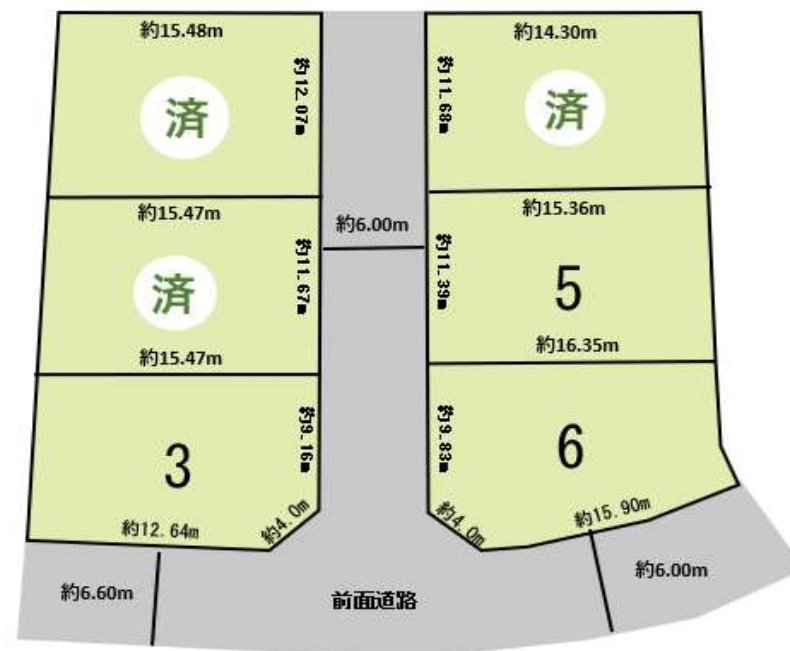 約15.48m
約14.30m
約12.07m
約11.68m
済
済
約15.47m
約6.00m
約15.36m
約11.67m
約11.39m
済
5
約15.47m
約16.35m
約9.16m
約9.83m
3
6
約12.64m
約4.0m
約4.0m
約15.90m
約6.60m
前面道路
約6.00m